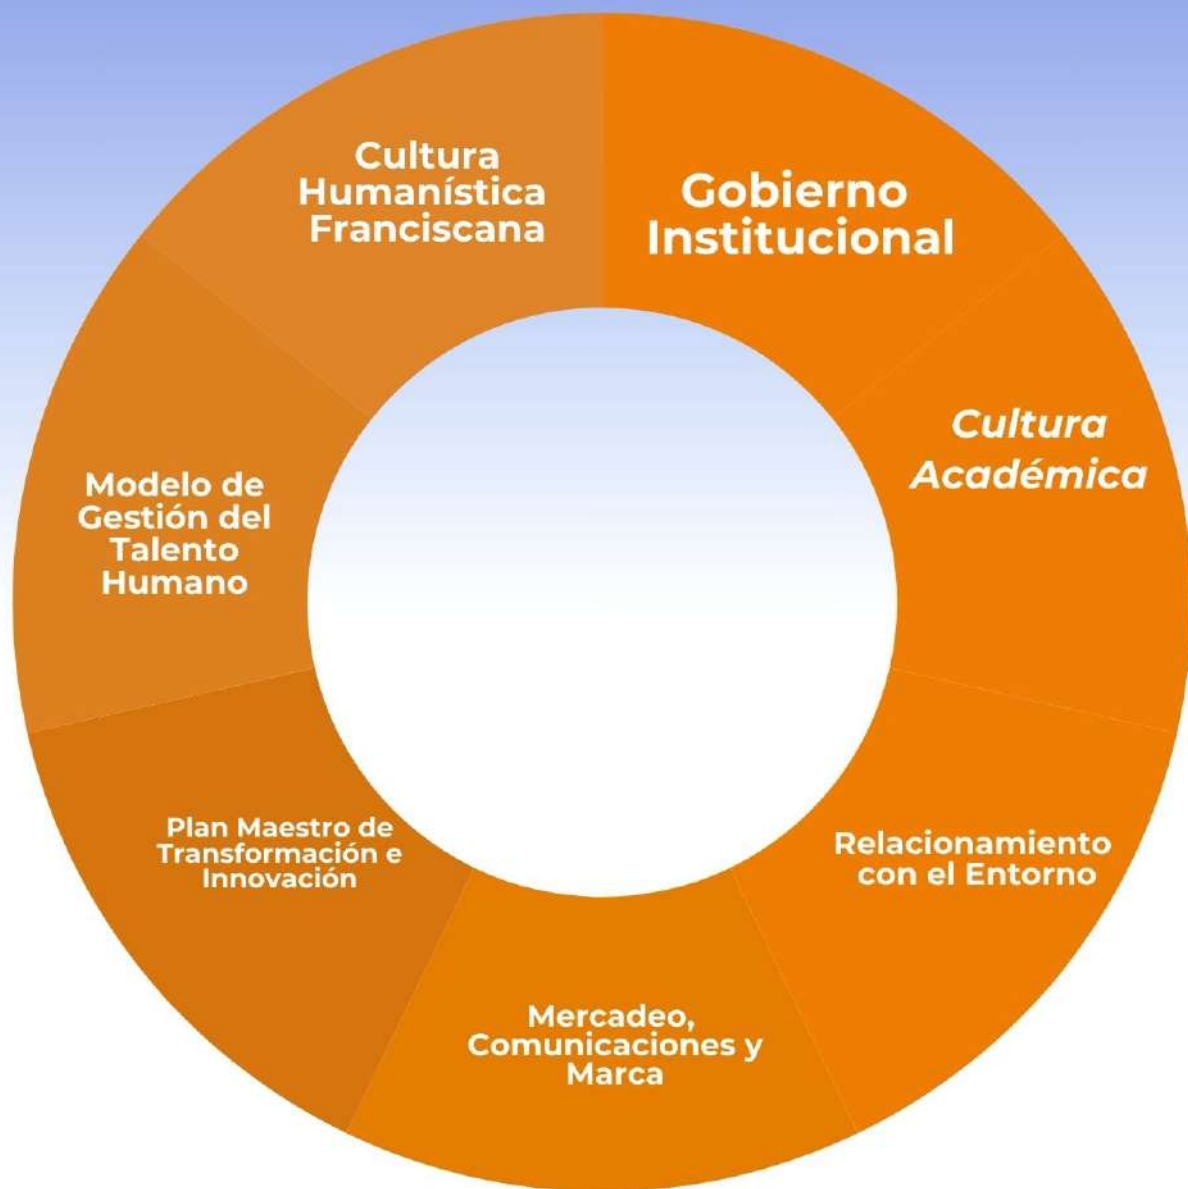 Cultura
Humanística
Franciscana
Gobierno
Institucional
Cultura
Académica
Modelo de
Gestión del
Talento
Humano
Relacionamiento
con el Entorno
Plan Maestro de
Transformación e
Innovación
Mercadeo,
Comunicaciones y
Marca